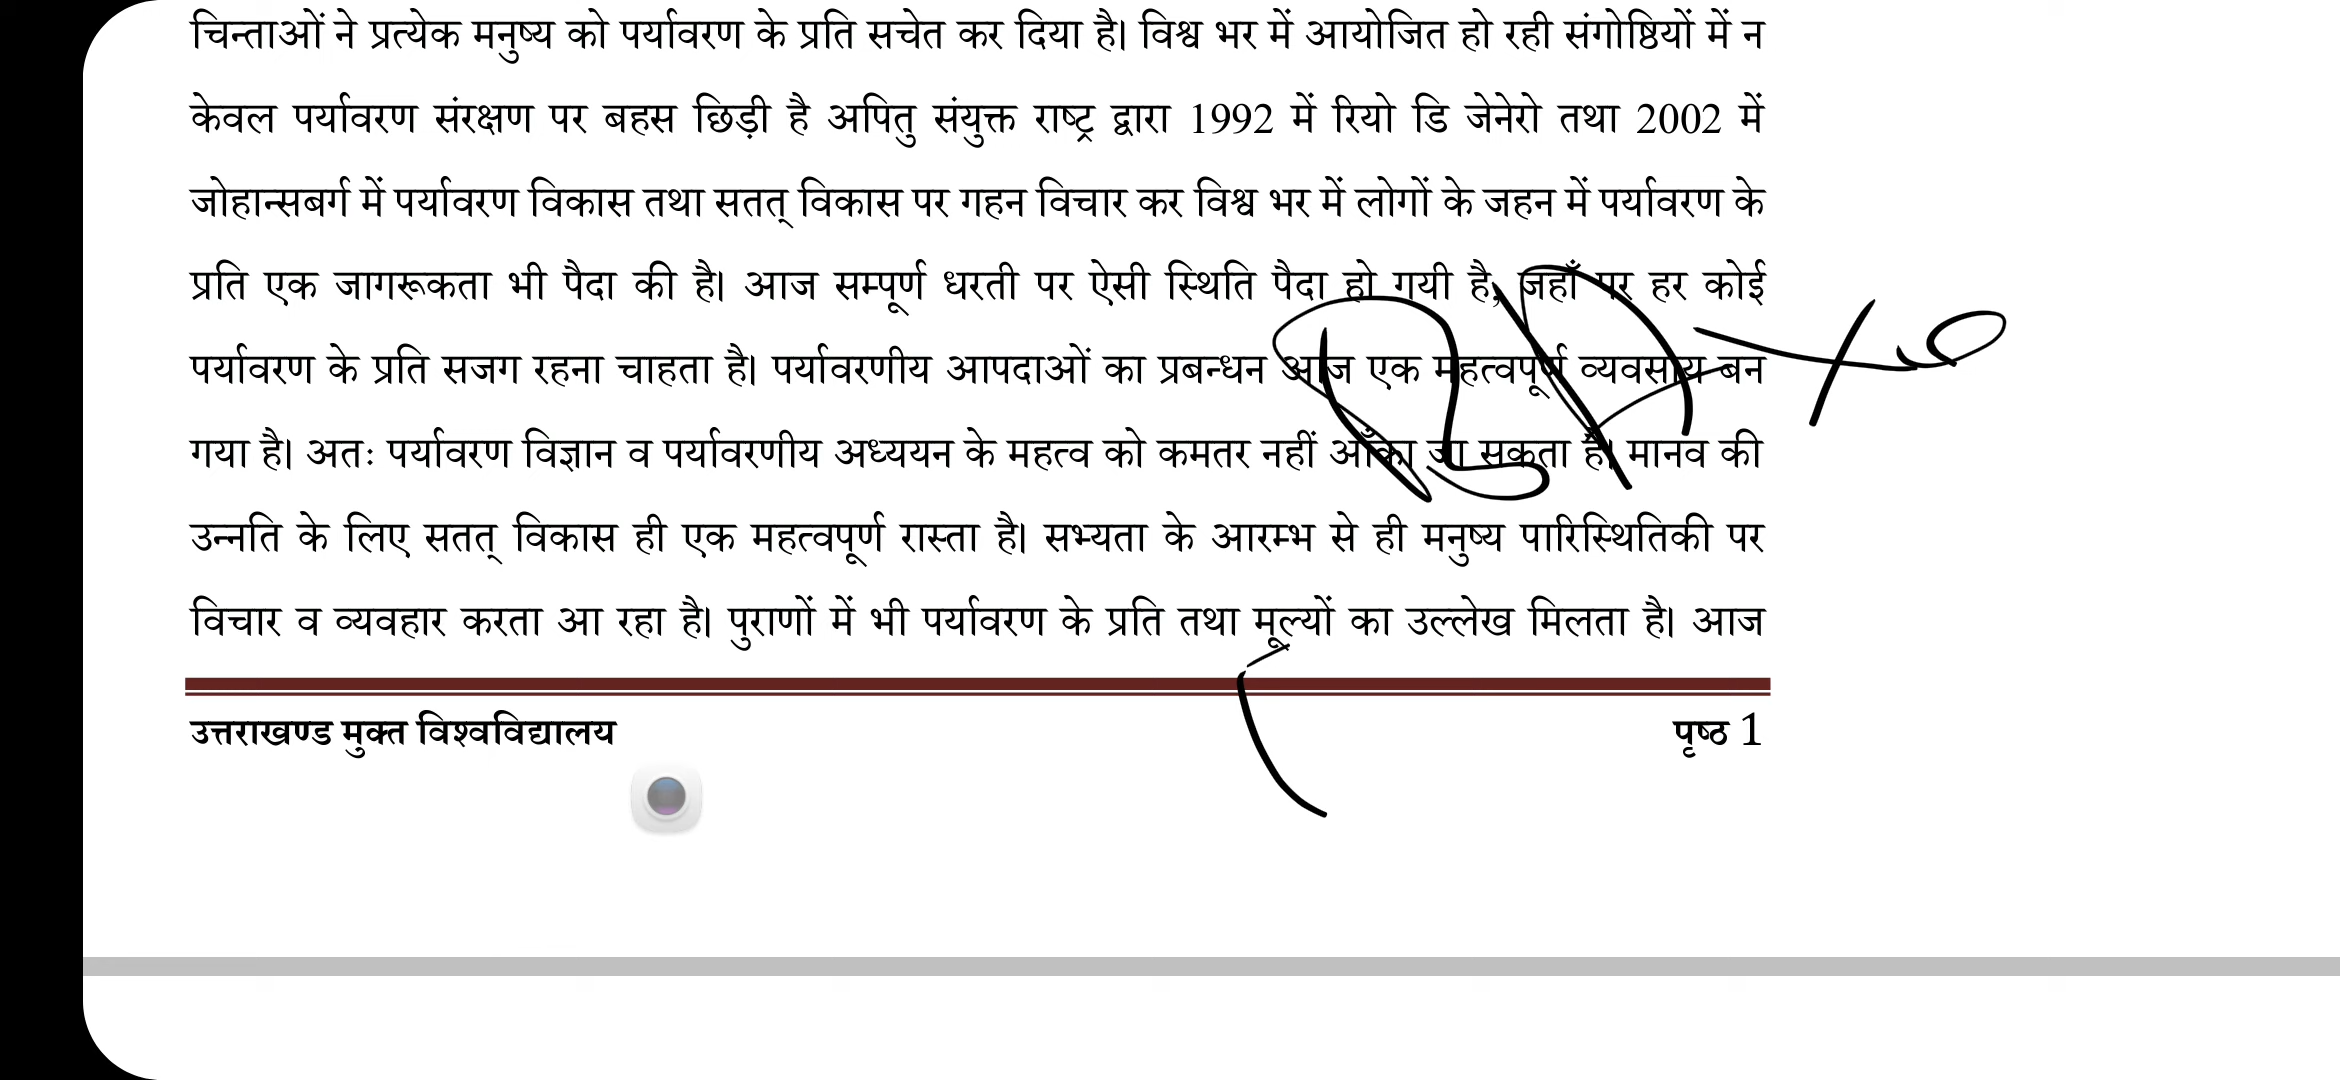 चिन्ताओं ने प्रत्येक मनुष्य को पर्यावरण के प्रति सचेत कर दिया है। विश्व भर में आयोजित हो रही संगोष्ठियों में न
केवल पर्यावरण संरक्षण पर बहस छिड़ी है अपितु संयुक्त राष्ट्र द्वारा 1992 में रियो डि जेनेरो तथा 2002 में
जोहान्सबर्ग में पर्यावरण विकास तथा सतत् विकास पर गहन विचार कर विश्व भर में लोगों के जहन में पर्यावरण के
प्रति एक जागरूकता भी पैदा की है। आज सम्पूर्ण धरती पर ऐसी स्थिति पैदा हो गयी है, जहाँ पर हर कोई
पर्यावरण के प्रति सजग रहना चाहता है। पर्यावरणीय आपदाओं का प्रबन्धन आज एक महत्वपूर्ण व्यवसाय बन
गया है। अतः पर्यावरण विज्ञान व पर्यावरणीय अध्ययन के महत्व को कमतर नहीं आँका जा सकता है। मानव की
उन्नति के लिए सतत् विकास ही एक महत्वपूर्ण रास्ता है। सभ्यता के आरम्भ से ही मनुष्य पारिस्थितिकी पर
विचार व व्यवहार करता आ रहा है। पुराणों में भी पर्यावरण के प्रति तथा मूल्यों का उल्लेख मिलता है। आज
उत्तराखण्ड मुक्त विश्वविद्यालय पृष्ठ 1